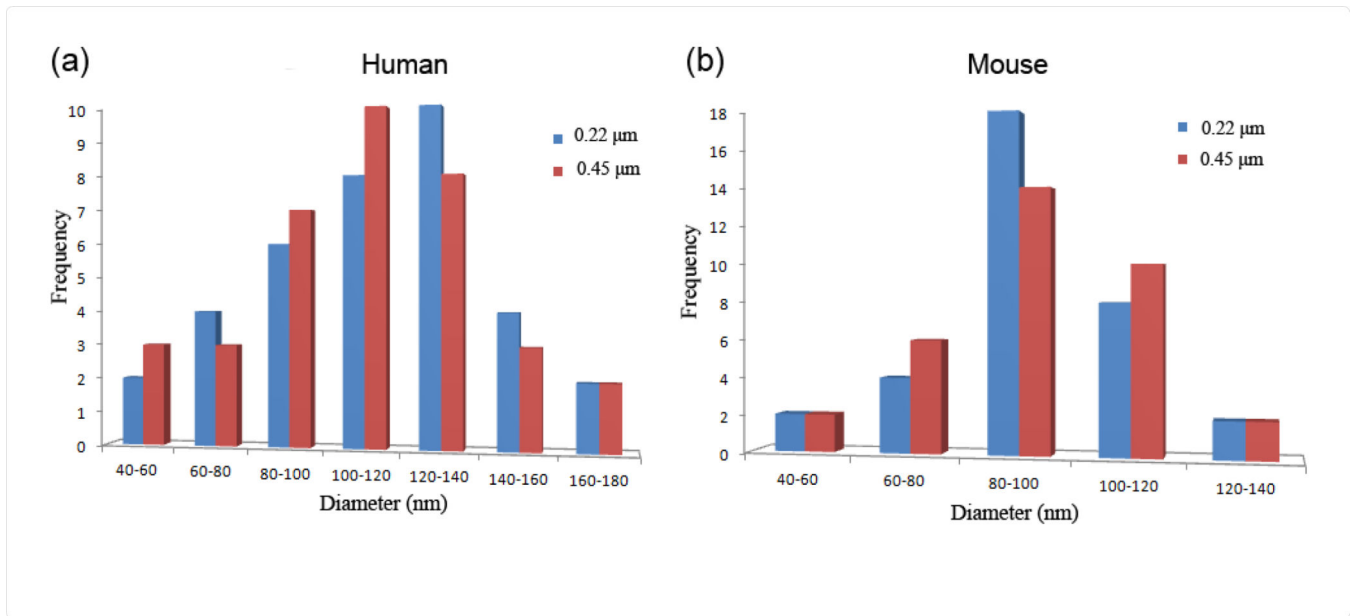 (a)
Human
10
9
8
7
6
5
4
3
2
1
0
Frequency
0.22 µm
0.45 µm
40-60 60-80 80-100 100-120 120-140 140-160 160-180
Diameter (nm)
(b)
Mouse
18
16
14
12
10
8
6
4
2
0
Frequency
0.22 µm
0.45 µm
40-60 60-80 80-100 100-120 120-140
Diameter (nm)